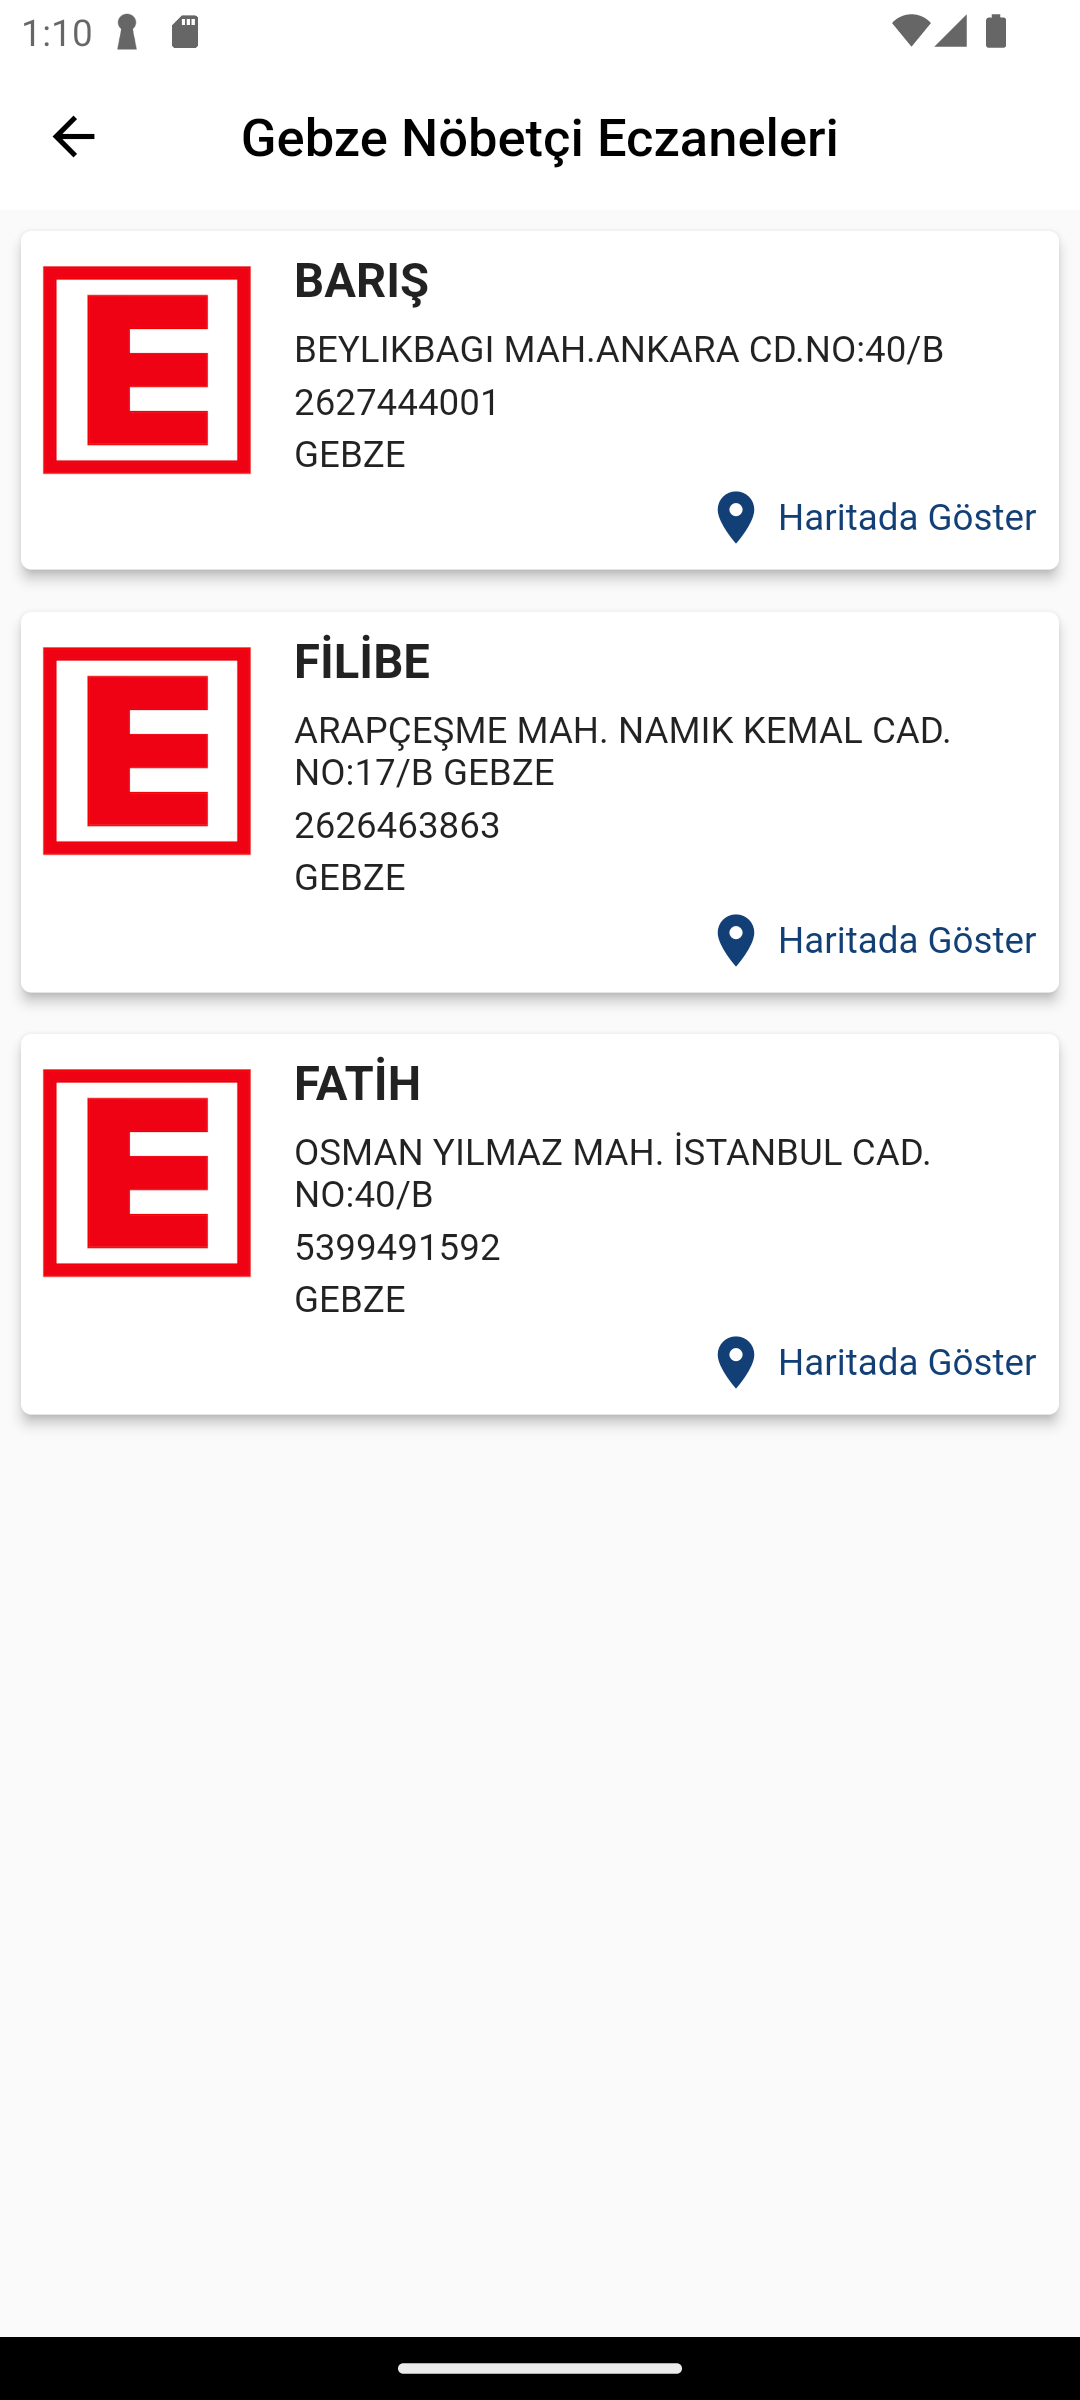 1:10
Gebze Nöbetçi Eczaneleri
E
BARIŞ
BEYLIKBAGI MAH.ANKARA CD.NO:40/B
2627444001
GEBZE
Haritada Göster
E
FİLİBE
ARAPÇEŞME MAH. NAMIK KEMAL CAD.
NO:17/B GEBZE
2626463863
GEBZE
Haritada Göster
E
FATİH
OSMAN YILMAZ MAH. İSTANBUL CAD.
NO:40/B
5399491592
GEBZE
Haritada Göster